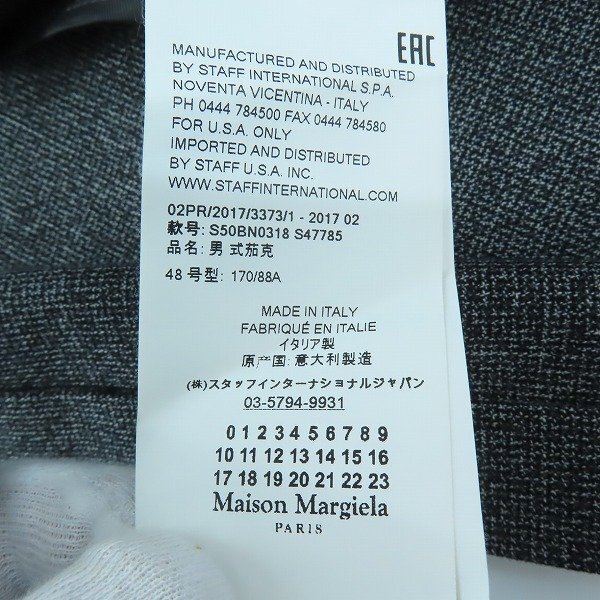 EAC
MANUFACTURED AND DISTRIBUTED
BY STAFF INTERNATIONAL S.P.A.
NOVENTA VICENTINA - ITALY
PH 0444 784500 FAX 0444 784580
FOR U.S.A. ONLY
IMPORTED AND DISTRIBUTED
BY STAFF U.S.A. INC.
WWW.STAFFINTERNATIONAL.COM
02PR/2017/3373/1 - 2017 02
款号: S50BN0318 S47785
品名: 男 式茄克
48 号型: 170/88A
MADE IN ITALY
FABRIQUÉ EN ITALIE
イタリア製
原产国: 意大利製造
(株)スタッフインターナショナルジャパン
03-5794-9931
0 1 2 3 4 5 6 7 8 9
10 11 12 13 14 15 16
17 18 19 20 21 22 23
Maison Margiela
PARIS